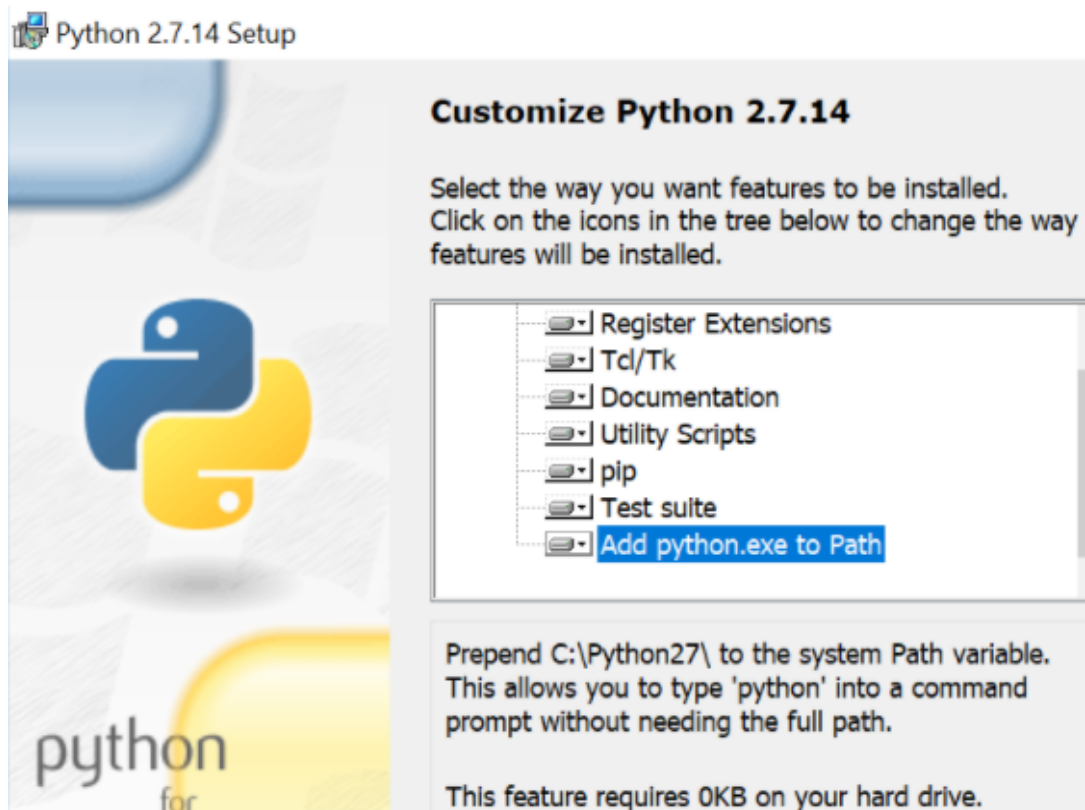 Python 2.7.14 Setup
Customize Python 2.7.14
Select the way you want features to be installed.
Click on the icons in the tree below to change the way
features will be installed.
Register Extensions
Tcl/Tk
Documentation
Utility Scripts
pip
Test suite
Add python.exe to Path
Prepend C:\Python27\ to the system Path variable.
This allows you to type 'python' into a command
prompt without needing the full path.
This feature requires 0KB on your hard drive.
python
for